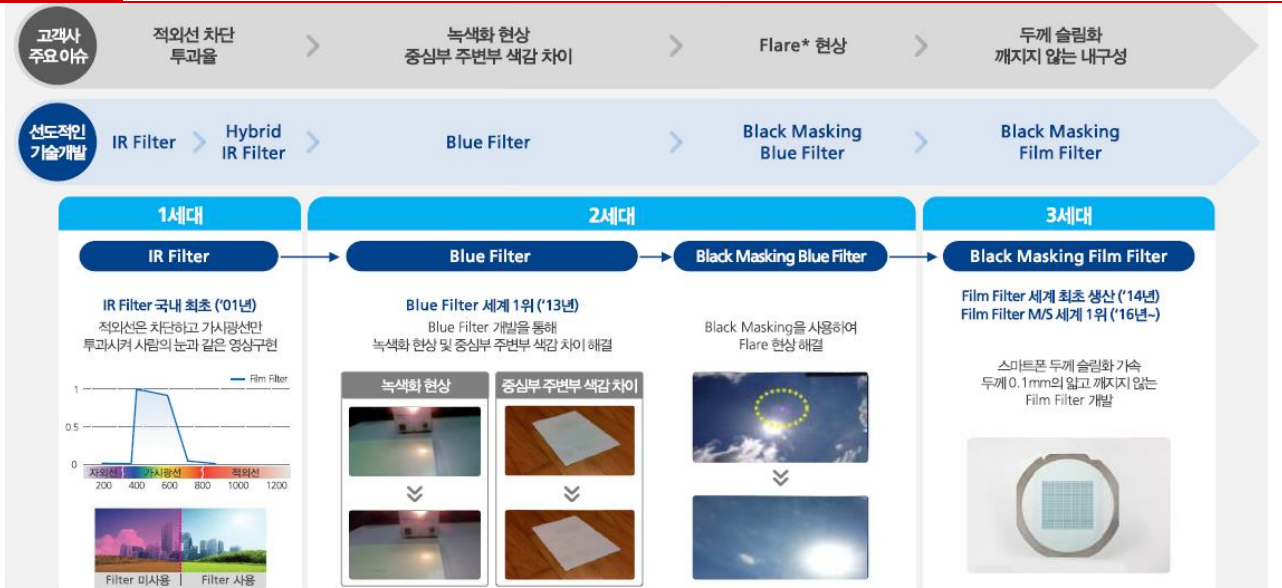 고객사
주요 이슈
적외선 차단
투과율
녹색화 현상
중심부 주변부 색감 차이
Flare* 현상
두께 슬림화
깨지지 않는 내구성
선도적인
기술개발
IR Filter
Hybrid
IR Filter
Blue Filter
Black Masking
Blue Filter
Black Masking
Film Filter
1세대
2세대
3세대
IR Filter
Blue Filter
Black Masking Blue Filter
Black Masking Film Filter
IR Filter 국내 최초 ('01년)
적외선은 차단하고 가시광선만
투과시켜 사람의 눈과 같은 영상구현
Film Filter
1
0.5
0
자외선
가시광선
적외선
200 400 600 800 1000 1200
Filter 미사용
Filter 사용
Blue Filter 세계 1위 ('13년)
Blue Filter 개발을 통해
녹색화 현상 및 중심부 주변부 색감 차이 해결
녹색화 현상
중심부 주변부 색감 차이
Black Masking을 사용하여
Flare 현상 해결
Film Filter 세계 최초 생산 ('14년)
Film Filter M/S 세계 1위 ('16년~)
스마트폰 두께 슬림화 가속
두께 0.1mm의 얇고 깨지지 않는
Film Filter 개발